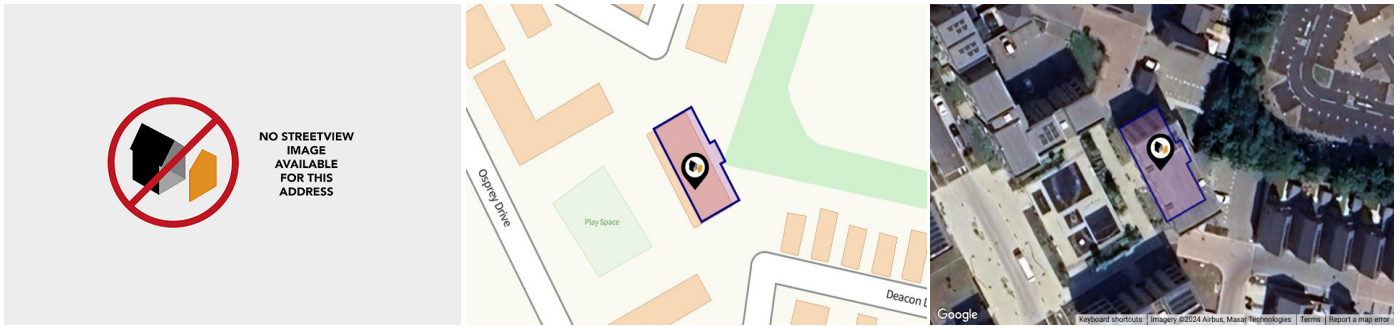 NO STREETVIEW
IMAGE
AVAILABLE
FOR THIS
ADDRESS
Osprey Drive
Play Space
Deacon D
Google
Keyboard shortcuts
Imagery ©2024 Airbus, Maxar Technologies
Terms
Report a map error